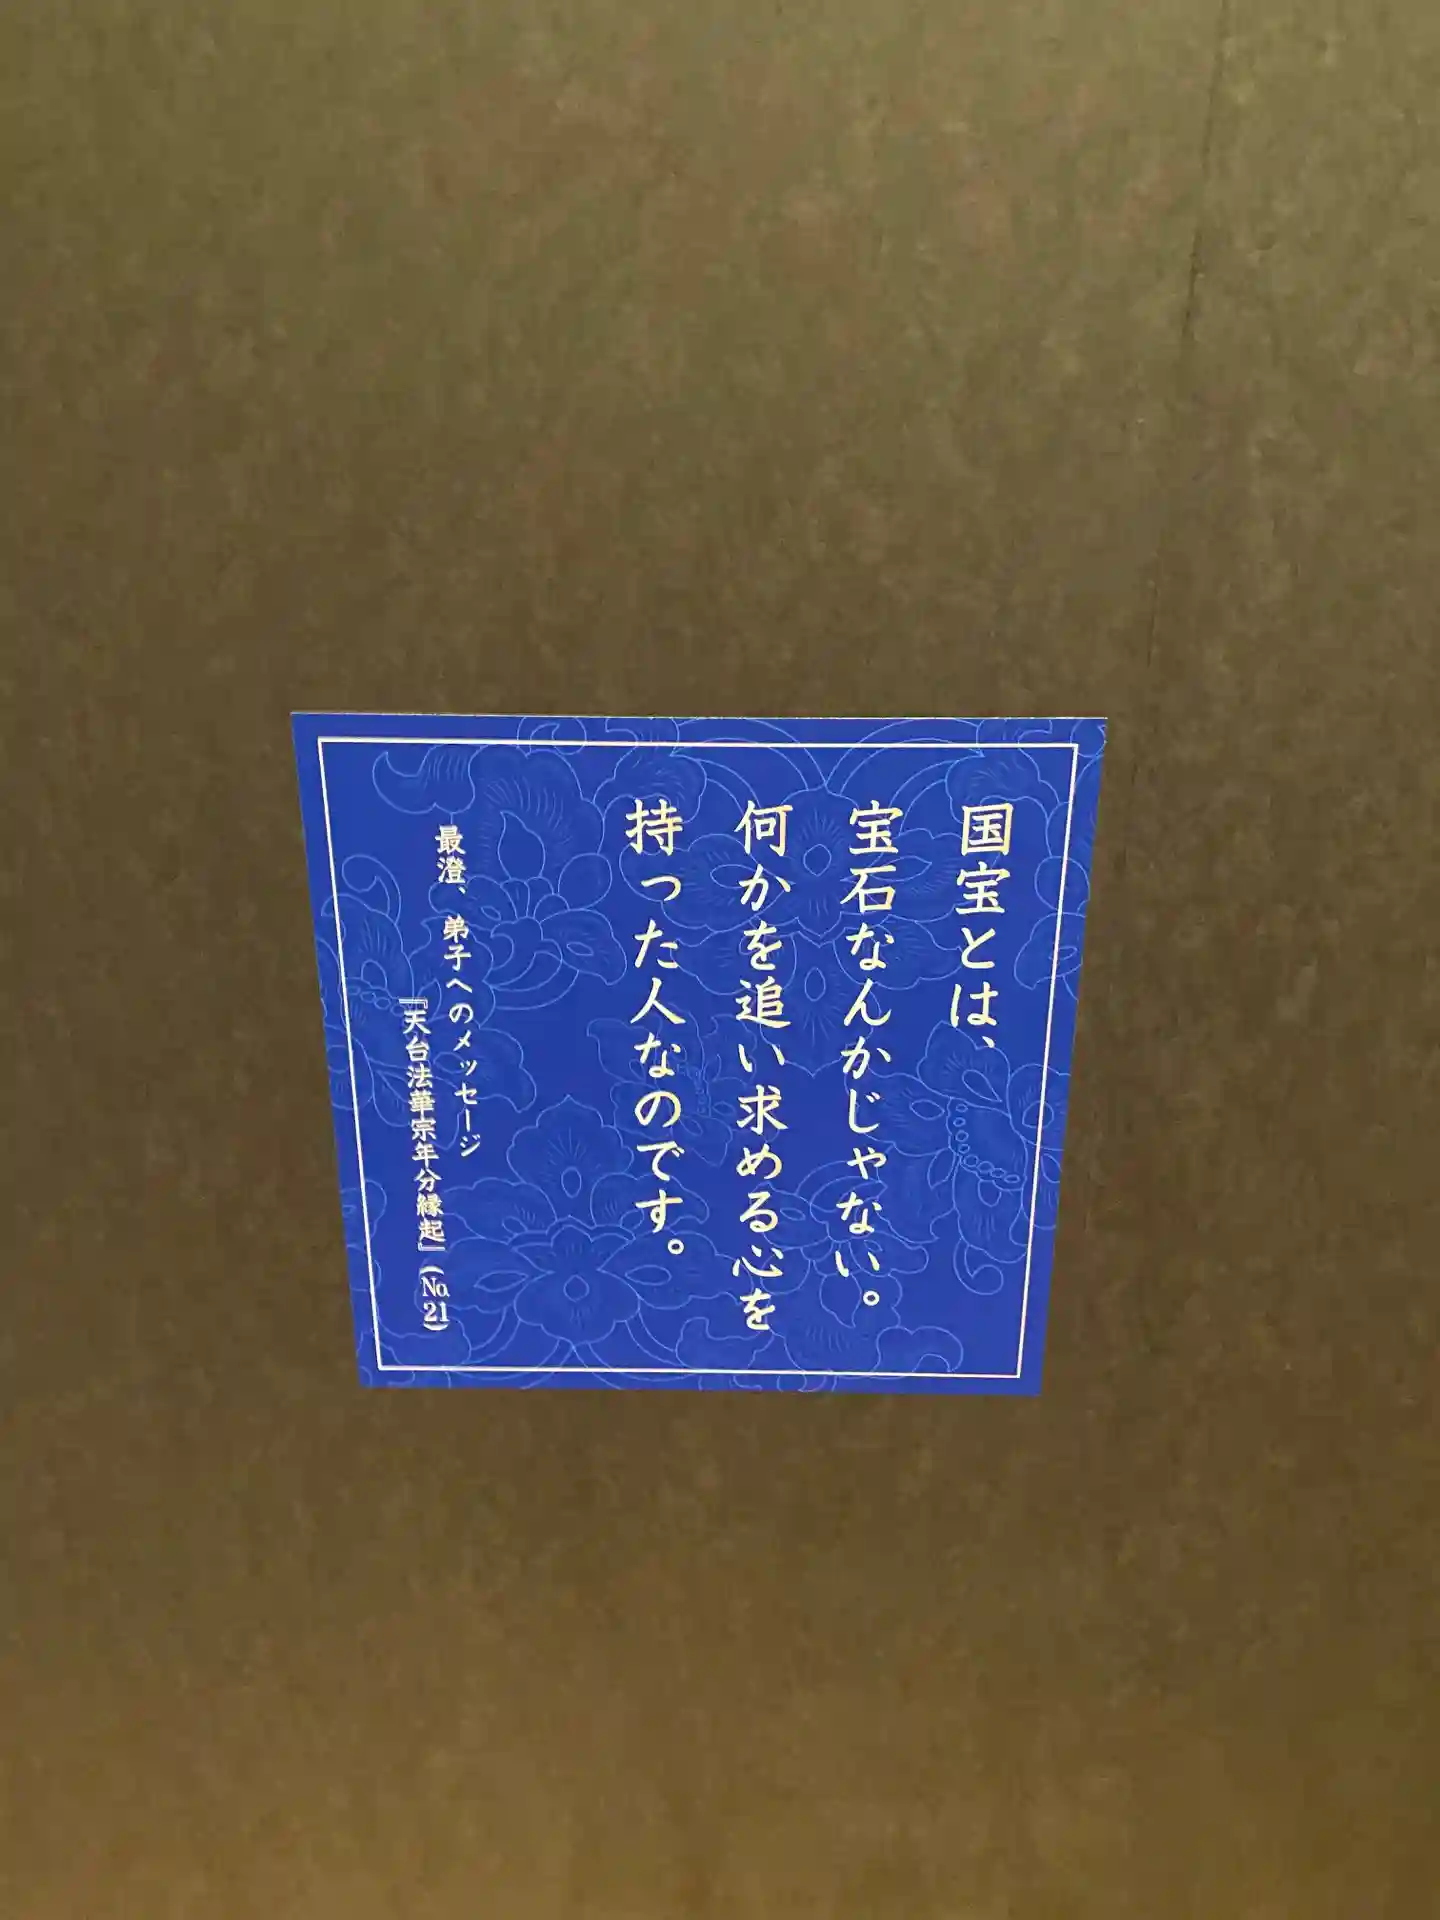 国宝とは、
宝石なんかじゃない。
何かを追い求める心を
持った人なのです。
最澄、弟子へのメッセージ
『天台法華宗年分縁起』(No.21)